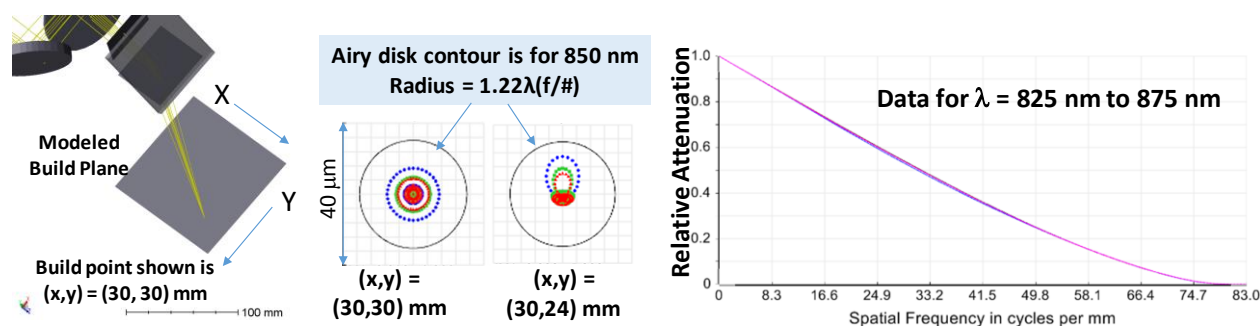 X
Modeled
Build Plane
Y
Build point shown is
(x,y) = (30, 30) mm
100 mm
Airy disk contour is for 850 nm
Radius = 1.22λ(f/#)
40 μm
(x,y) =
(30,30) mm
(x,y) =
(30,24) mm
Relative Attenuation
Data for λ = 825 nm to 875 nm
1.0
0.8
0.6
0.4
0.2
0
0 8.3 16.6 24.9 33.2 41.5 49.8 58.1 66.4 74.7 83.0
Spatial Frequency in cycles per mm